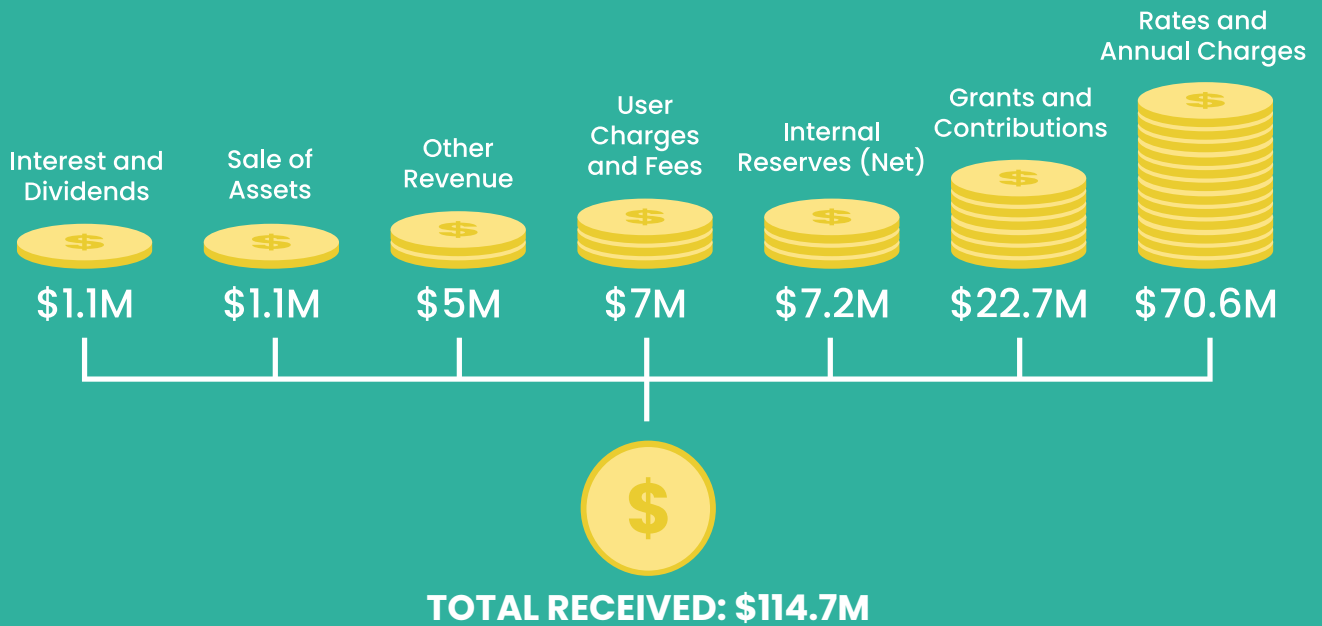 Interest and
Dividends
$1.1M
Sale of
Assets
$1.1M
Other
Revenue
$5M
User
Charges
and Fees
$7M
Internal
Reserves (Net)
$7.2M
Grants and
Contributions
$22.7M
Rates and
Annual Charges
$70.6M
$
TOTAL RECEIVED: $114.7M